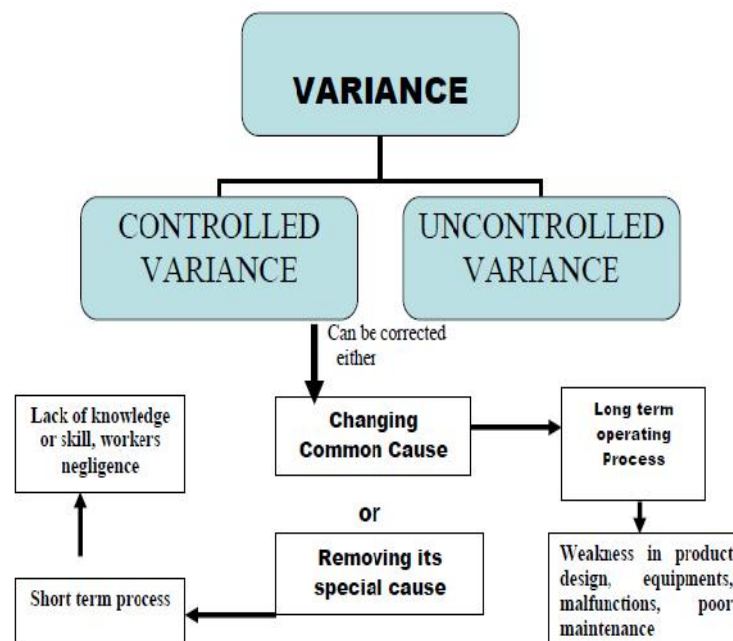 VARIANCE
CONTROLLED
VARIANCE
UNCONTROLLED
VARIANCE
Can be corrected
either
Lack of knowledge
or skill, workers
negligence
Changing
Common Cause
Long term
operating
Process
or
Removing its
special cause
Short term process
Weakness in product
design, equipments,
malfunctions, poor
maintenance